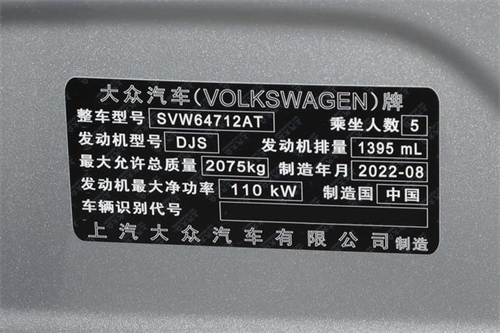 大众汽车(VOLKSWAGEN)牌
整车型号 SVW64712AT 乘坐人数 5
发动机型号 DJS 发动机排量 1395 mL
最大允许总质量 2075kg 制造年月 2022-08
发动机最大净功率 110 kW 制造国 中国
车辆识别代号
上汽大众汽车有限公司制造